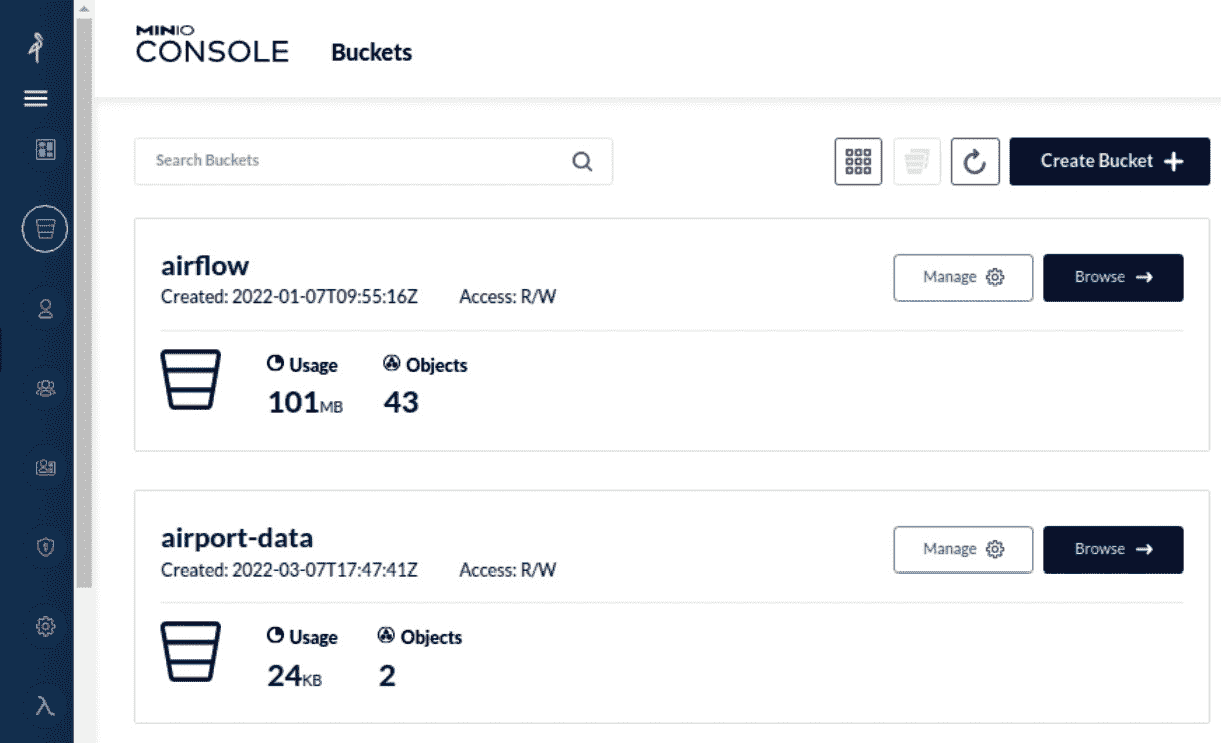 MINIO
CONSOLE Buckets
Search Buckets
Create Bucket +
airflow
Created: 2022-01-07T09:55:16Z Access: R/W
Manage
Browse →
Usage Objects
101MB 43
airport-data
Created: 2022-03-07T17:47:41Z Access: R/W
Manage
Browse →
Usage Objects
24KB 2
λ